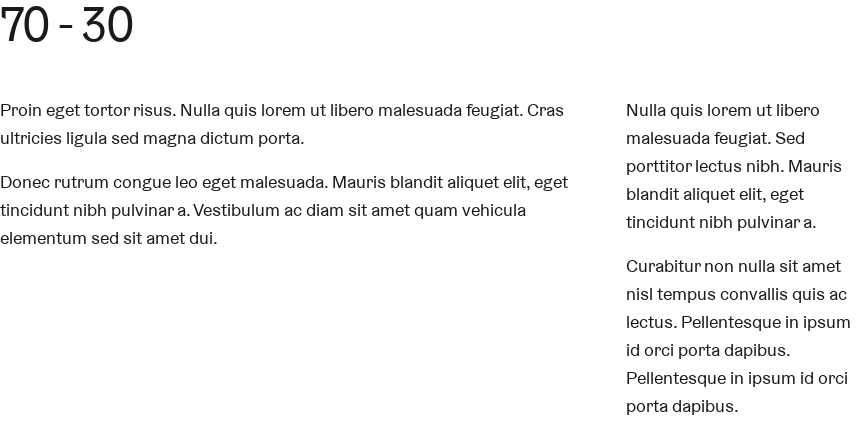 70 - 30
Proin eget tortor risus. Nulla quis lorem ut libero malesuada feugiat. Cras
ultricies ligula sed magna dictum porta.
Donec rutrum congue leo eget malesuada. Mauris blandit aliquet elit, eget
tincidunt nibh pulvinar a. Vestibulum ac diam sit amet quam vehicula
elementum sed sit amet dui.
Nulla quis lorem ut libero
malesuada feugiat. Sed
porttitor lectus nibh. Mauris
blandit aliquet elit, eget
tincidunt nibh pulvinar a.
Curabitur non nulla sit amet
nisl tempus convallis quis ac
lectus. Pellentesque in ipsum
id orci porta dapibus.
Pellentesque in ipsum id orci
porta dapibus.